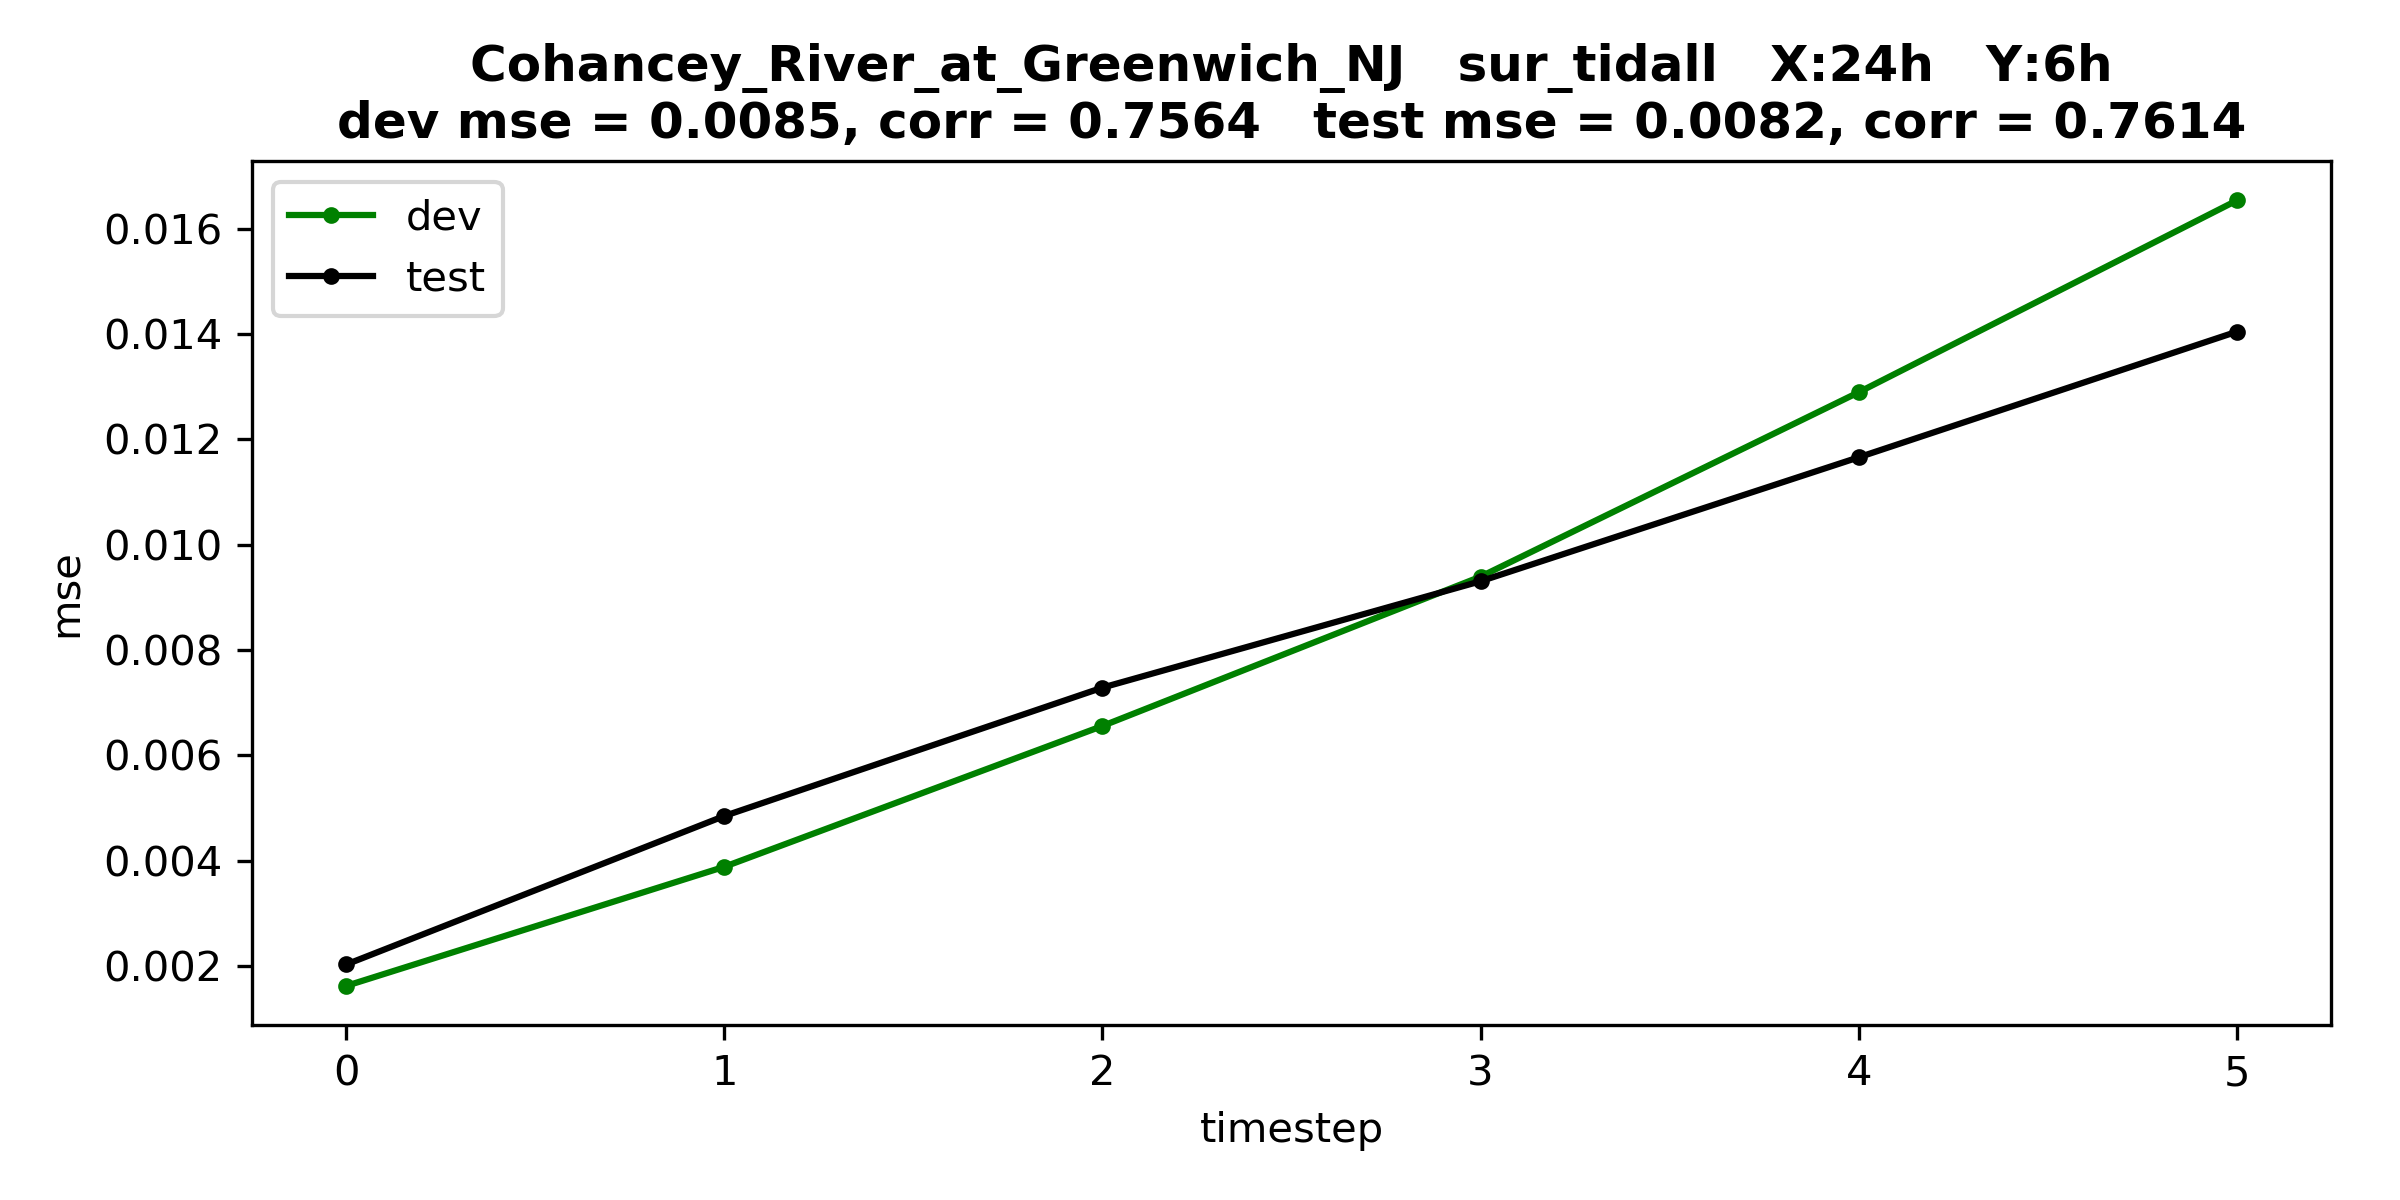 Cohancey_River_at_Greenwich_NJ   sur_tidall   X:24h   Y:6h
dev mse = 0.0085, corr = 0.7564   test mse = 0.0082, corr = 0.7614
dev
test
0.016
0.014
0.012
0.010
0.008
0.006
0.004
0.002
mse
0 1 2 3 4 5
timestep